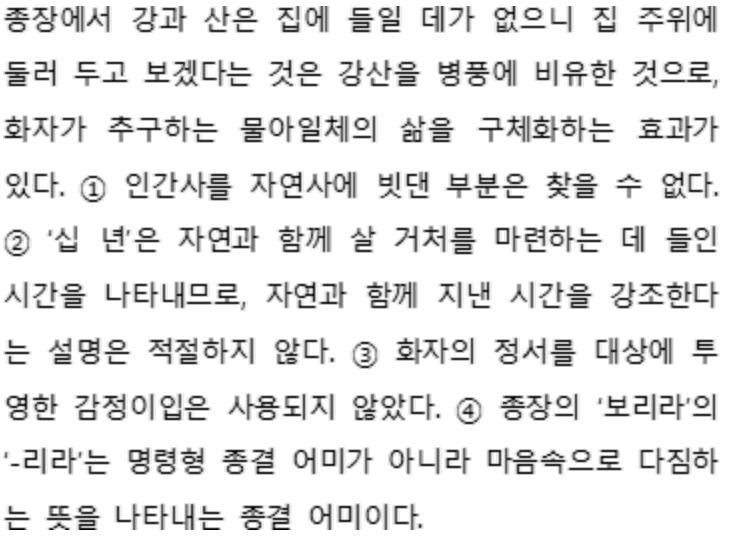 종장에서 강과 산은 집에 들일 데가 없으니 집 주위에
둘러 두고 보겠다는 것은 강산을 병풍에 비유한 것으로,
화자가 추구하는 물아일체의 삶을 구체화하는 효과가
있다. ① 인간사를 자연사에 빗댄 부분은 찾을 수 없다.
② ‘십 년’은 자연과 함께 살 거처를 마련하는 데 들인
시간을 나타내므로, 자연과 함께 지낸 시간을 강조한다
는 설명은 적절하지 않다. ③ 화자의 정서를 대상에 투
영한 감정이입은 사용되지 않았다. ④ 종장의 ‘보리라’의
‘-리라’는 명령형 종결 어미가 아니라 마음속으로 다짐하
는 뜻을 나타내는 종결 어미이다.